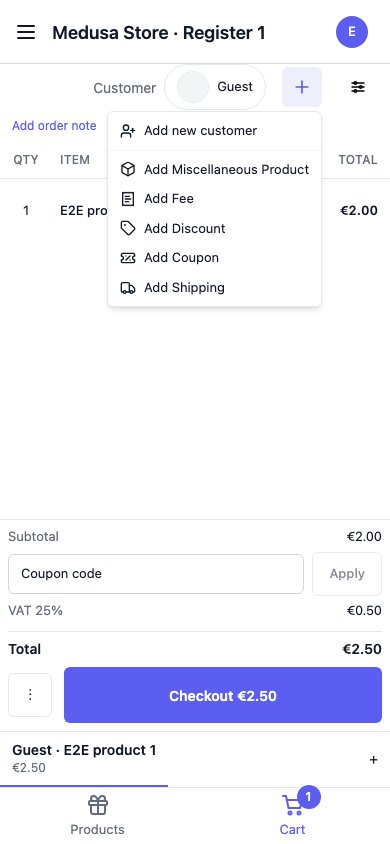 Medusa Store · Register 1
E
Customer
Guest
Add order note
Add new customer
QTY ITEM TOTAL
Add Miscellaneous Product
Add Fee
1 E2E pro €2.00
Add Discount
Add Coupon
Add Shipping
Subtotal €2.00
Coupon code Apply
VAT 25% €0.50
Total €2.50
Checkout €2.50
Guest · E2E product 1
€2.50
+
1
Products Cart